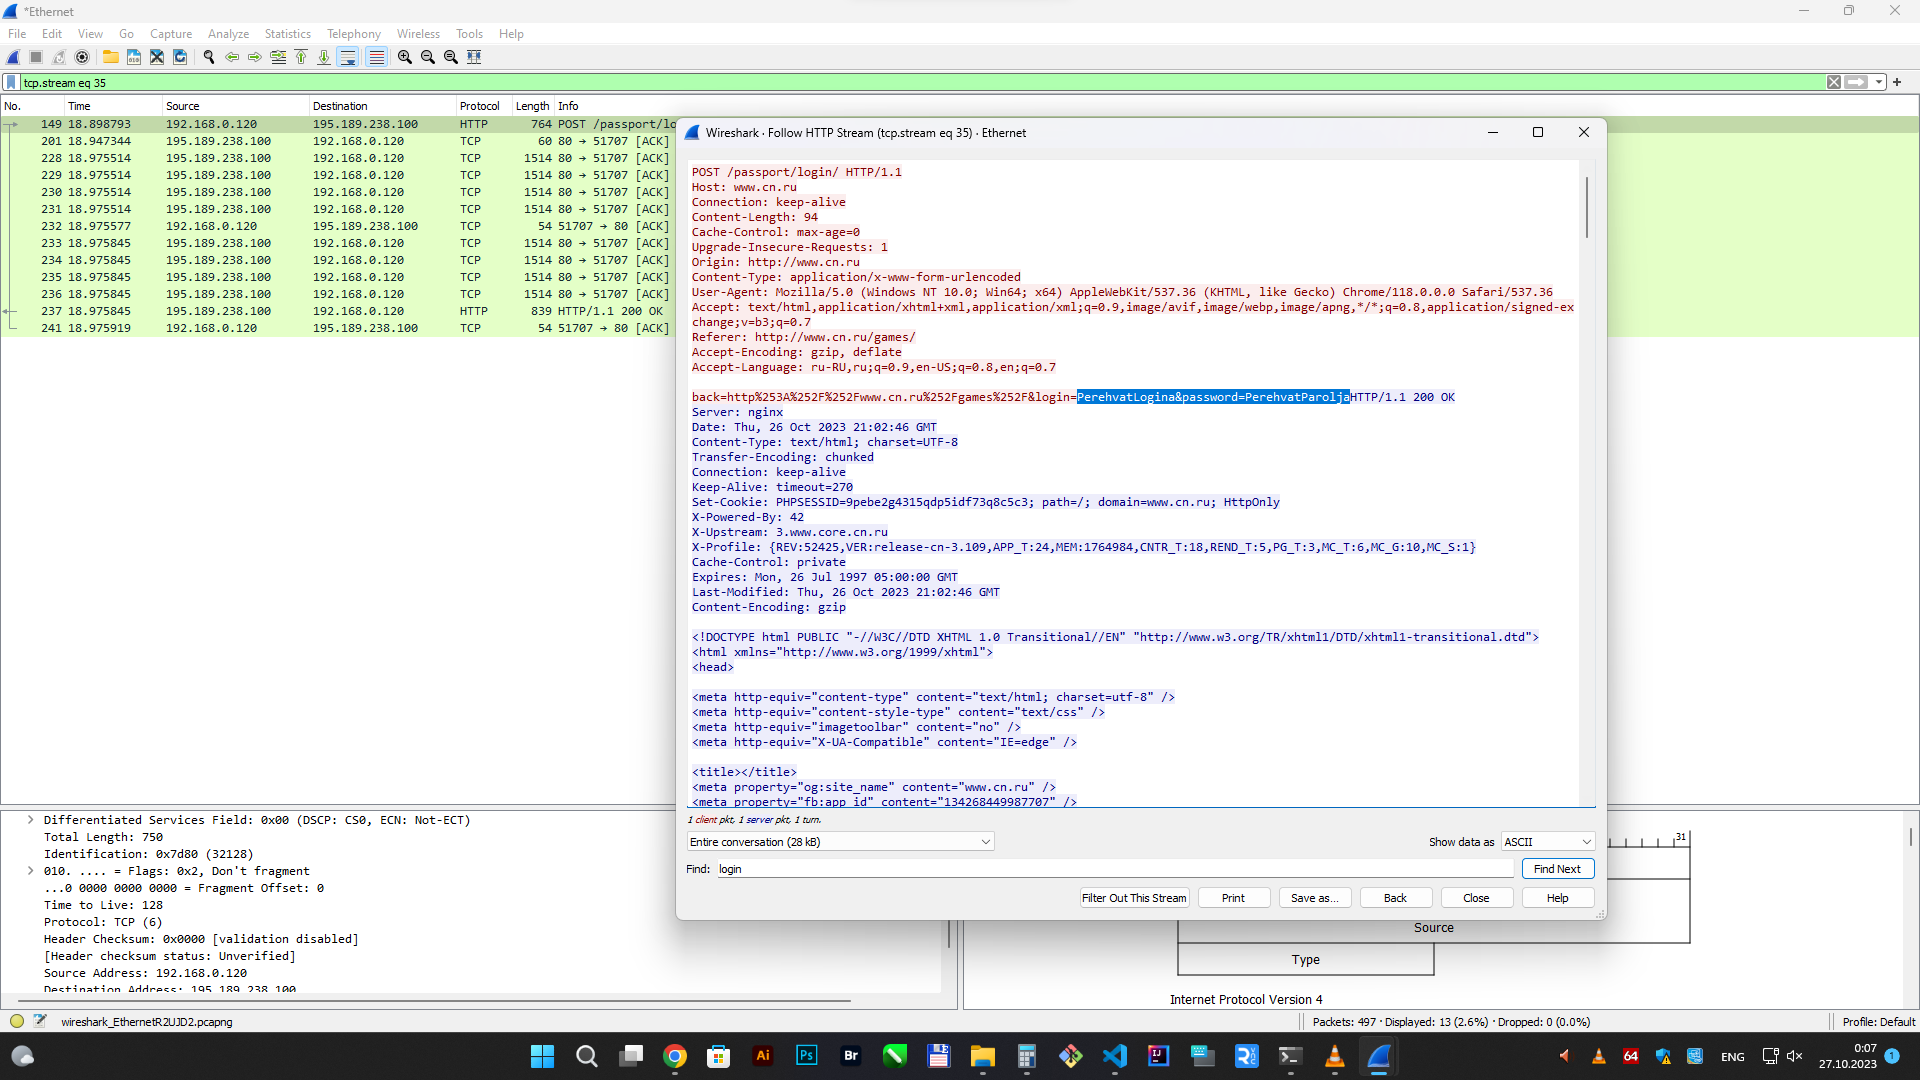 *Ethernet
File Edit View Go Capture Analyze Statistics Telephony Wireless Tools Help
tcp.stream eq 35
No. Time Source Destination Protocol Length Info
149 18.898793 192.168.0.120 195.189.238.100 HTTP 764 POST /passport/lo
201 18.947344 195.189.238.100 192.168.0.120 TCP 60 80 → 51707 [ACK]
228 18.975514 195.189.238.100 192.168.0.120 TCP 1514 80 → 51707 [ACK]
229 18.975514 195.189.238.100 192.168.0.120 TCP 1514 80 → 51707 [ACK]
230 18.975514 195.189.238.100 192.168.0.120 TCP 1514 80 → 51707 [ACK]
231 18.975514 195.189.238.100 192.168.0.120 TCP 1514 80 → 51707 [ACK]
232 18.975577 192.168.0.120 195.189.238.100 TCP 54 51707 → 80 [ACK]
233 18.975845 195.189.238.100 192.168.0.120 TCP 1514 80 → 51707 [ACK]
234 18.975845 195.189.238.100 192.168.0.120 TCP 1514 80 → 51707 [ACK]
235 18.975845 195.189.238.100 192.168.0.120 TCP 1514 80 → 51707 [ACK]
236 18.975845 195.189.238.100 192.168.0.120 TCP 1514 80 → 51707 [ACK]
237 18.975845 195.189.238.100 192.168.0.120 HTTP 839 HTTP/1.1 200 OK
241 18.975919 192.168.0.120 195.189.238.100 TCP 54 51707 → 80 [ACK]
Wireshark · Follow HTTP Stream (tcp.stream eq 35) · Ethernet
POST /passport/login/ HTTP/1.1
Host: www.cn.ru
Connection: keep-alive
Content-Length: 94
Cache-Control: max-age=0
Upgrade-Insecure-Requests: 1
Origin: http://www.cn.ru
Content-Type: application/x-www-form-urlencoded
User-Agent: Mozilla/5.0 (Windows NT 10.0; Win64; x64) AppleWebKit/537.36 (KHTML, like Gecko) Chrome/118.0.0.0 Safari/537.36
Accept: text/html,application/xhtml+xml,application/xml;q=0.9,image/avif,image/webp,image/apng,*/*;q=0.8,application/signed-ex
change;v=b3;q=0.7
Referer: http://www.cn.ru/games/
Accept-Encoding: gzip, deflate
Accept-Language: ru-RU,ru;q=0.9,en-US;q=0.8,en;q=0.7
back=http%253A%252F%252Fwww.cn.ru%252Fgames%252F&login=PerehvatLogina&password=PerehvatParoljaHTTP/1.1 200 OK
Server: nginx
Date: Thu, 26 Oct 2023 21:02:46 GMT
Content-Type: text/html; charset=UTF-8
Transfer-Encoding: chunked
Connection: keep-alive
Keep-Alive: timeout=270
Set-Cookie: PHPSESSID=9pebe2g4315qdp5idf73q8c5c3; path=/; domain=www.cn.ru; HttpOnly
X-Powered-By: 42
X-Upstream: 3.www.core.cn.ru
X-Profile: {REV:52425,VER:release-cn-3.109,APP_T:24,MEM:1764984,CNTR_T:18,REND_T:5,PG_T:3,MC_T:6,MC_G:10,MC_S:1}
Cache-Control: private
Expires: Mon, 26 Jul 1997 05:00:00 GMT
Last-Modified: Thu, 26 Oct 2023 21:02:46 GMT
Content-Encoding: gzip
<!DOCTYPE html PUBLIC "-//W3C//DTD XHTML 1.0 Transitional//EN" "http://www.w3.org/TR/xhtml1/DTD/xhtml1-transitional.dtd">
<html xmlns="http://www.w3.org/1999/xhtml">
<head>
<meta http-equiv="content-type" content="text/html; charset=utf-8" />
<meta http-equiv="content-style-type" content="text/css" />
<meta http-equiv="imagetoolbar" content="no" />
<meta http-equiv="X-UA-Compatible" content="IE=edge" />
<title></title>
<meta property="og:site_name" content="www.cn.ru" />
<meta property="fb:app_id" content="134268449987707" />
1 client pkt, 1 server pkt, 1 turn.
Entire conversation (28 kB) Show data as ASCII
Find: login Find Next
Filter Out This Stream Print Save as... Back Close Help
Differentiated Services Field: 0x00 (DSCP: CS0, ECN: Not-ECT)
Total Length: 750
Identification: 0x7d80 (32128)
010. .... = Flags: 0x2, Don't fragment
...0 0000 0000 0000 = Fragment Offset: 0
Time to Live: 128
Protocol: TCP (6)
Header Checksum: 0x0000 [validation disabled]
[Header checksum status: Unverified]
Source Address: 192.168.0.120
Destination Address: 195.189.238.100
31
Source
Type
Internet Protocol Version 4
wireshark_EthernetR2UJD2.pcapng Packets: 497 · Displayed: 13 (2.6%) · Dropped: 0 (0.0%) Profile: Default
Ai Ps Br IJ 64 ENG 0:07
27.10.2023 1